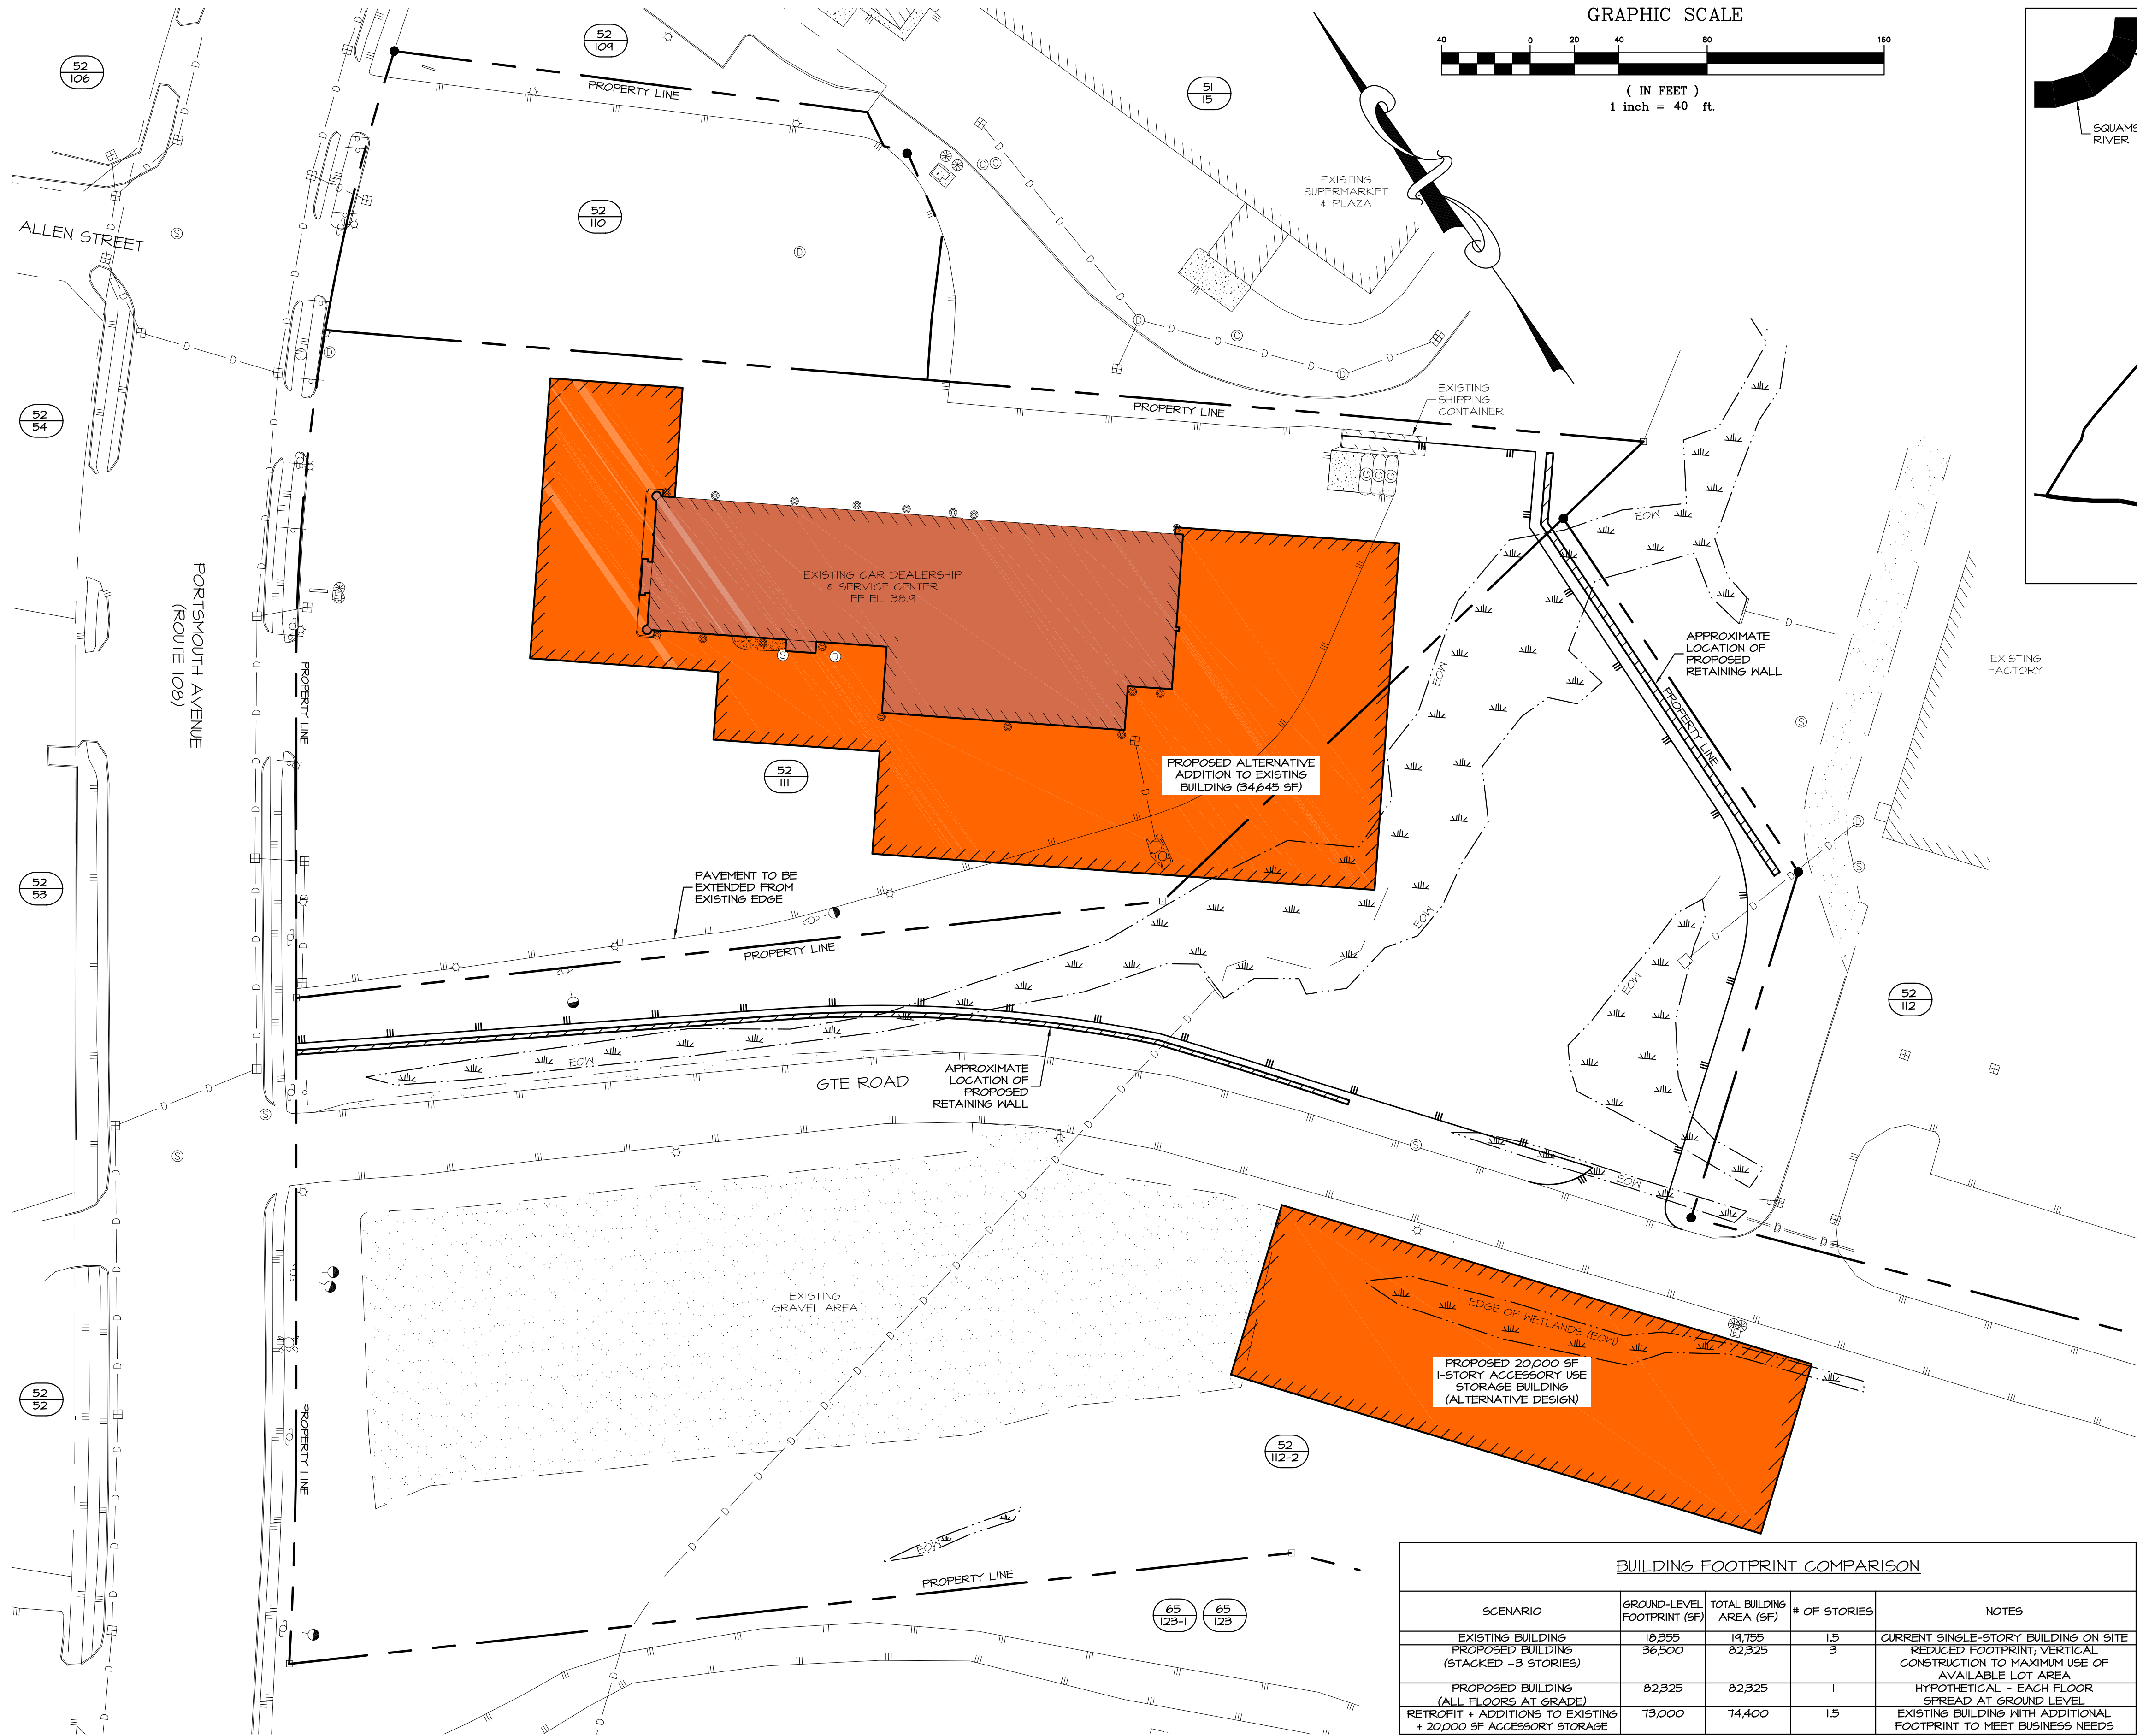 GRAPHIC SCALE
40 0 20 40 80 160
( IN FEET )
1 inch = 40 ft.
SQUAMS
RIVER
52
106
52
109
51
15
52
110
52
54
52
53
52
52
52
111
52
112
52
112-2
65
123-1
65
123
ALLEN STREET
PORTSMOUTH AVENUE
(ROUTE 108)
PROPERTY LINE
EXISTING
SUPERMARKET
& PLAZA
PROPERTY LINE
EXISTING
SHIPPING
CONTAINER
EXISTING CAR DEALERSHIP
& SERVICE CENTER
FF EL. 38.9
PROPERTY LINE
EOW
EOW
APPROXIMATE
LOCATION OF
PROPOSED
RETAINING WALL
EXISTING
FACTORY
PROPERTY LINE
PROPOSED ALTERNATIVE
ADDITION TO EXISTING
BUILDING (34,645 SF)
PAVEMENT TO BE
EXTENDED FROM
EXISTING EDGE
PROPERTY LINE
EOW
EOW
EOW
GTE ROAD
APPROXIMATE
LOCATION OF
PROPOSED
RETAINING WALL
EOW
EXISTING
GRAVEL AREA
EDGE OF WETLANDS (EOW)
PROPOSED 20,000 SF
1-STORY ACCESSORY USE
STORAGE BUILDING
(ALTERNATIVE DESIGN)
PROPERTY LINE
EOW
PROPERTY LINE
BUILDING FOOTPRINT COMPARISON
SCENARIO GROUND-LEVEL FOOTPRINT (SF) TOTAL BUILDING AREA (SF) # OF STORIES NOTES
EXISTING BUILDING 18,355 19,755 1.5 CURRENT SINGLE-STORY BUILDING ON SITE
PROPOSED BUILDING 36,500 82,325 3 REDUCED FOOTPRINT; VERTICAL
(STACKED -3 STORIES) CONSTRUCTION TO MAXIMUM USE OF
AVAILABLE LOT AREA
PROPOSED BUILDING 82,325 82,325 1 HYPOTHETICAL - EACH FLOOR
(ALL FLOORS AT GRADE) SPREAD AT GROUND LEVEL
RETROFIT + ADDITIONS TO EXISTING 73,000 74,400 1.5 EXISTING BUILDING WITH ADDITIONAL
+ 20,000 SF ACCESSORY STORAGE FOOTPRINT TO MEET BUSINESS NEEDS